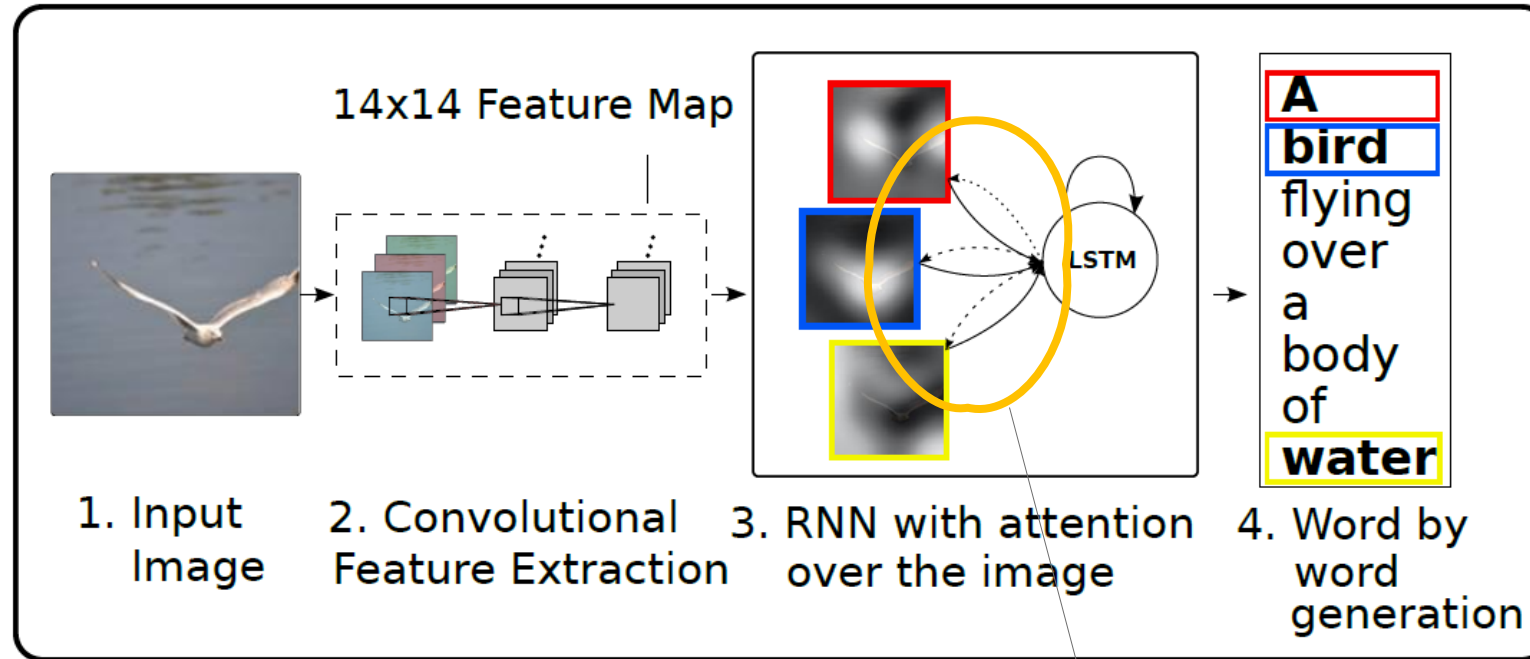 14x14 Feature Map
LSTM
A
bird
flying
over
a
body
of
water
1. Input
Image
2. Convolutional
Feature Extraction
3. RNN with attention
over the image
4. Word by
word
generation